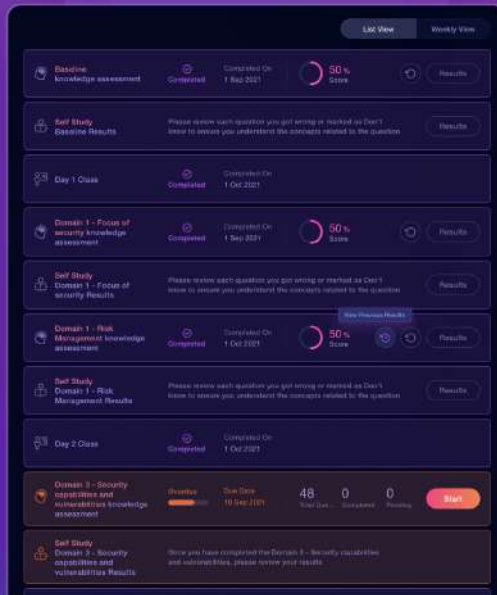 List View
Weekly View
Baseline
knowledge assessment
Completed
Completed On
1 Sep 2021
50 %
Score
Results
Self Study
Baseline Results
Please review each question you got wrong or marked as Don't
know to ensure you understand the concepts related to the question
Results
Day 1 Class
Completed
Completed On
1 Oct 2021
Domain 1 - Focus of
security knowledge
assessment
Completed
Completed On
1 Sep 2021
50 %
Score
Results
Self Study
Domain 1 - Focus of
security Results
Please review each question you got wrong or marked as Don't
know to ensure you understand the concepts related to the question
Results
View Previous Results
Domain 1 - Risk
Management knowledge
assessment
Completed
Completed On
1 Oct 2021
50 %
Score
Results
Self Study
Domain 1 - Risk
Management Results
Please review each question you got wrong or marked as Don't
know to ensure you understand the concepts related to the question
Results
Day 2 Class
Completed
Completed On
1 Oct 2021
Domain 3 - Security
capabilities and
vulnerabilities knowledge
assessment
Overdue
Due Date
48
Total Que...
0
Completed
0
Pending
Start
Self Study
Domain 3 - Security
capabilities and
vulnerabilities Results
Once you have completed the Domain 3 - Security capabilities
and vulnerabilities, please review your results